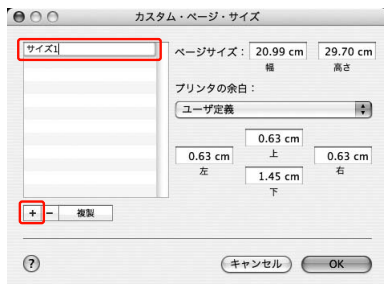 カスタム・ページ・サイズ
サイズ1
ページサイズ： 20.99 cm 29.70 cm
幅 高さ
プリンタの余白：
ユーザ定義
0.63 cm
上
0.63 cm 0.63 cm
左 右
1.45 cm
下
+ − 複製
? キャンセル OK